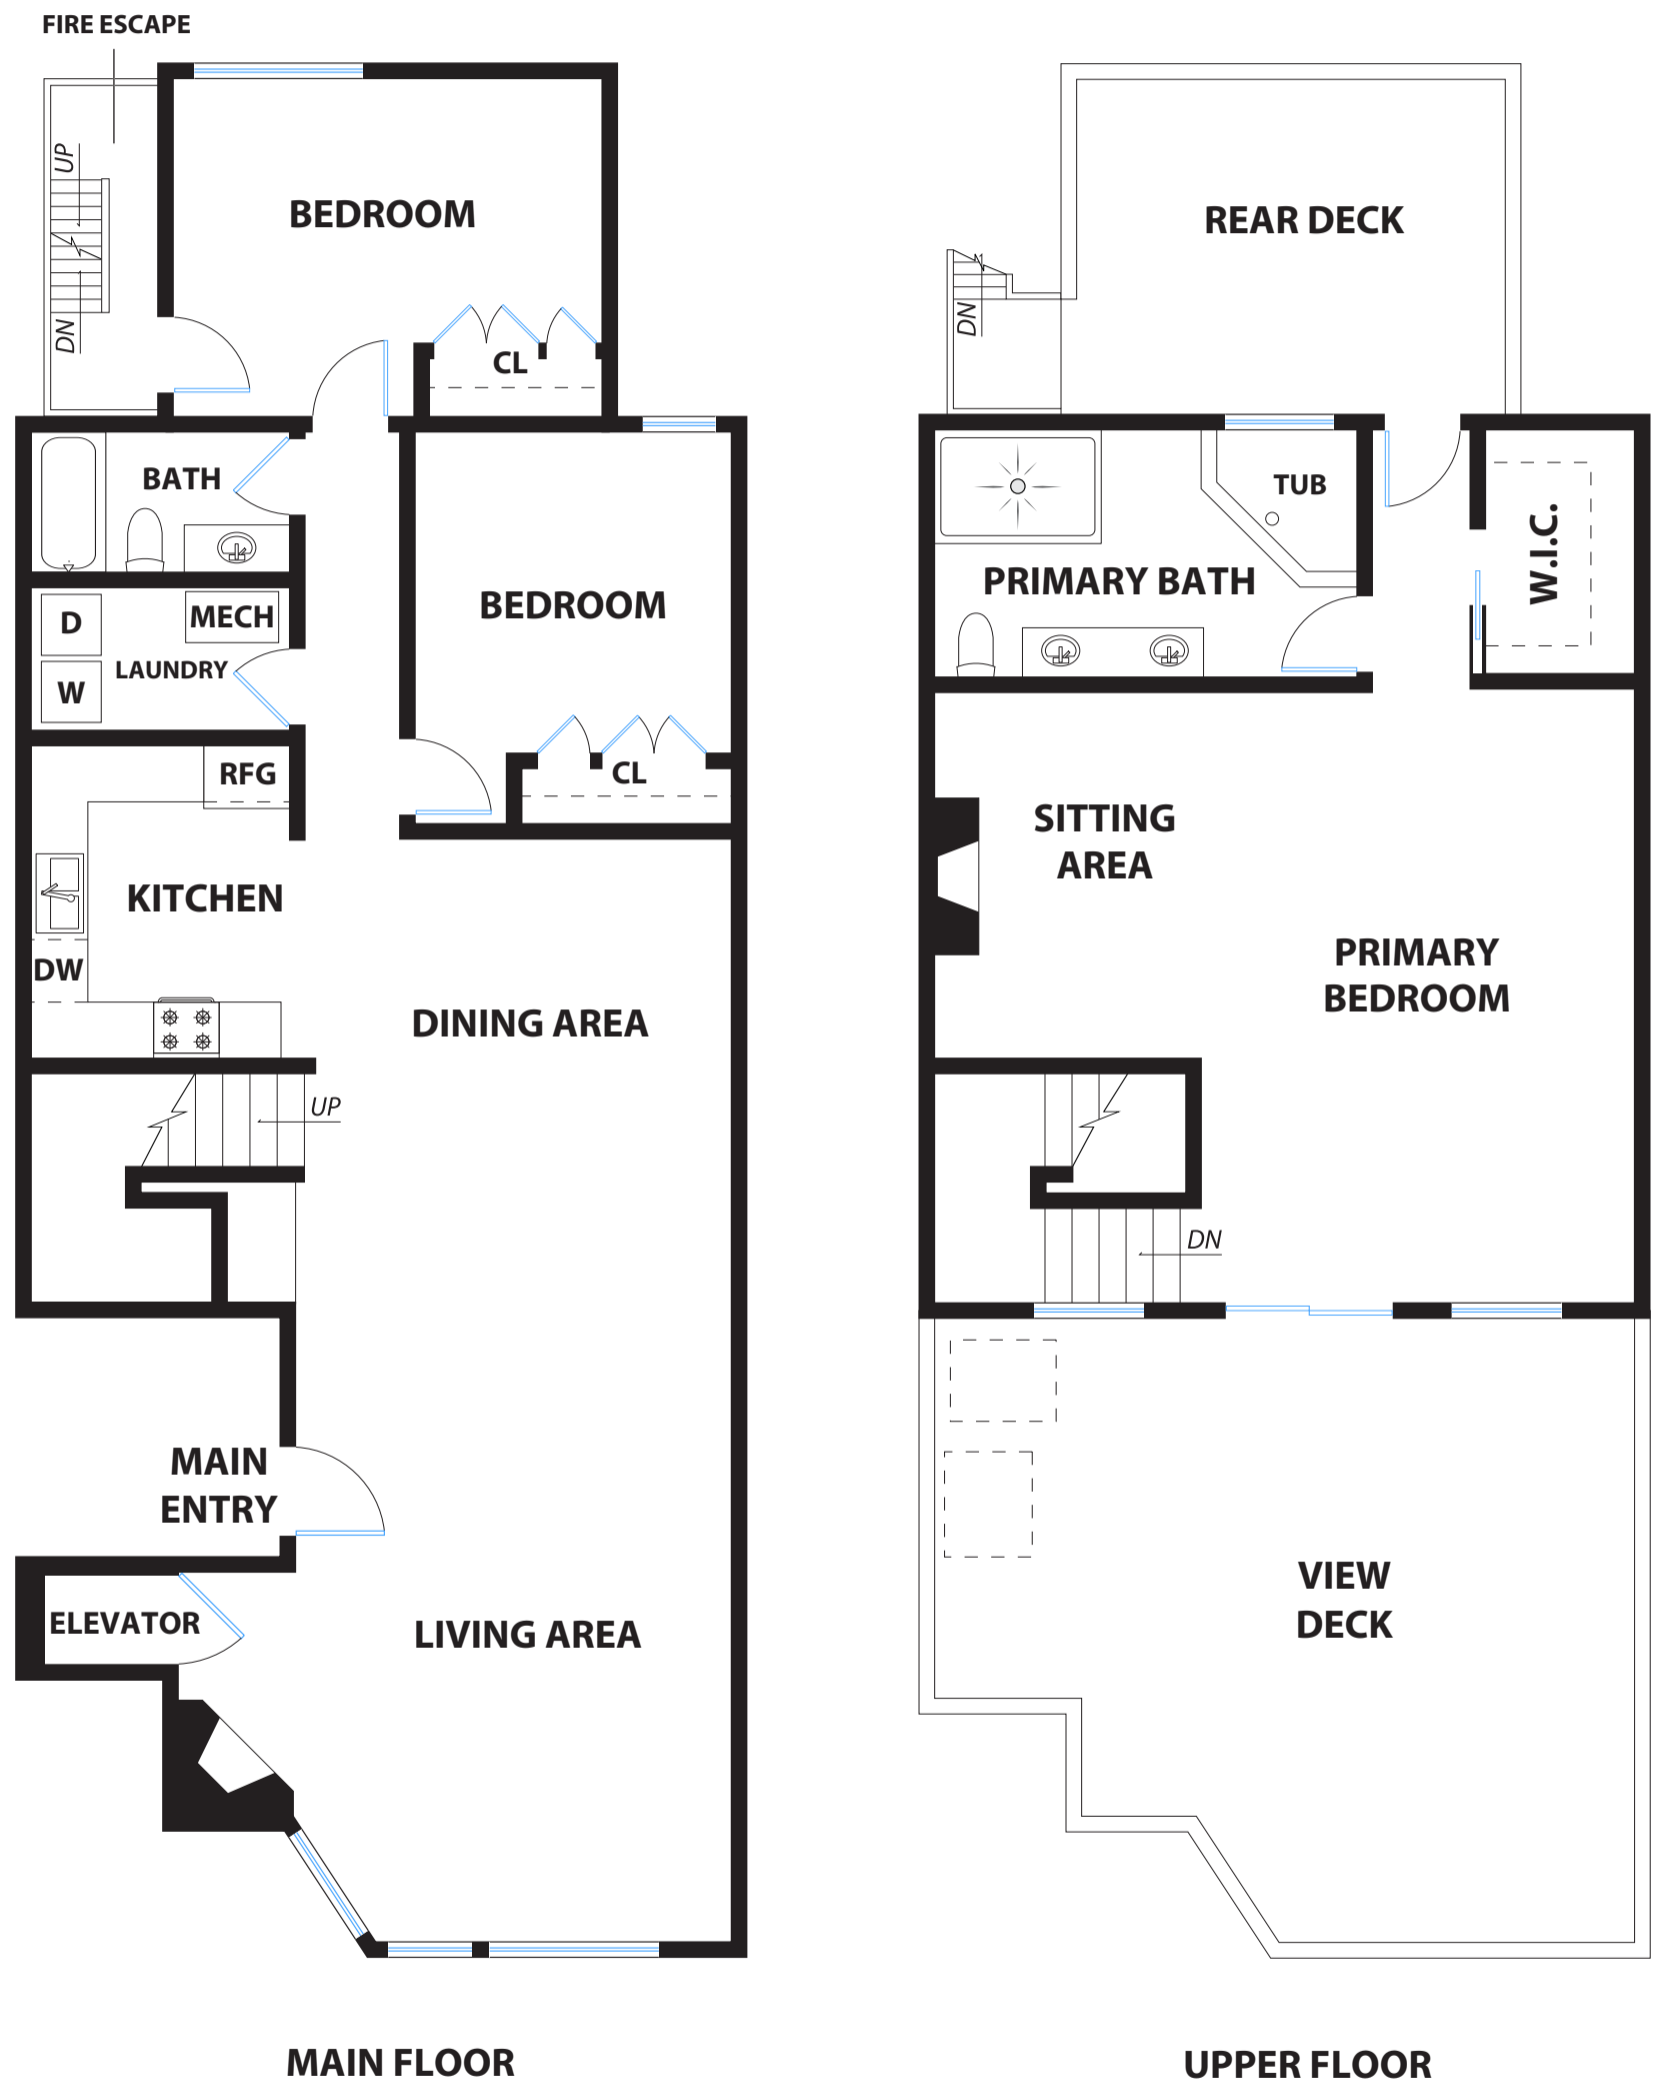 FIRE ESCAPE
UP
DN
BEDROOM
CL
BATH
BEDROOM
D
MECH
LAUNDRY
W
RFG
CL
KITCHEN
DW
DINING AREA
UP
MAIN
ENTRY
ELEVATOR
LIVING AREA
MAIN FLOOR
REAR DECK
DN
TUB
W.I.C.
PRIMARY BATH
SITTING
AREA
PRIMARY
BEDROOM
DN
VIEW
DECK
UPPER FLOOR